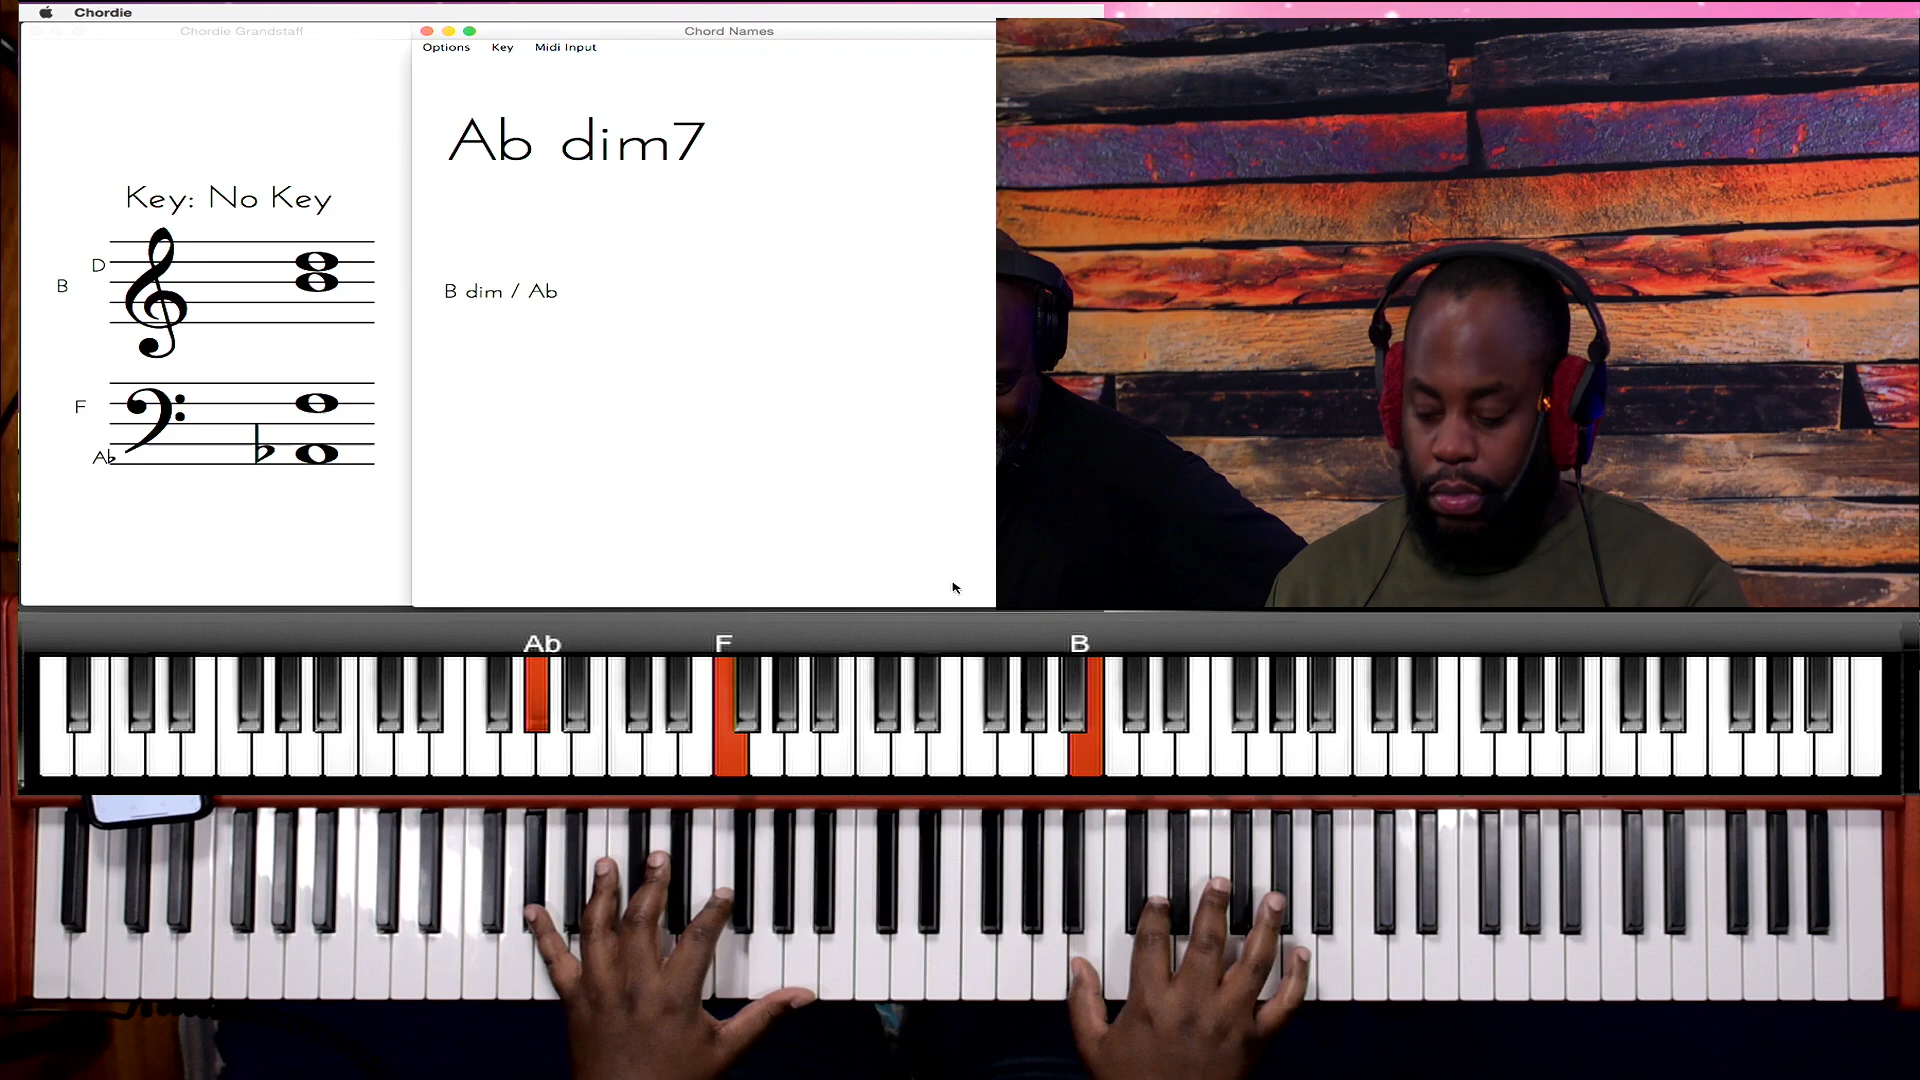 Chordie
Chordie Grandstaff
Chord Names
Options Key Midi Input
Ab dim7
Key: No Key
D
B
B dim / Ab
F
Ab
Ab F B